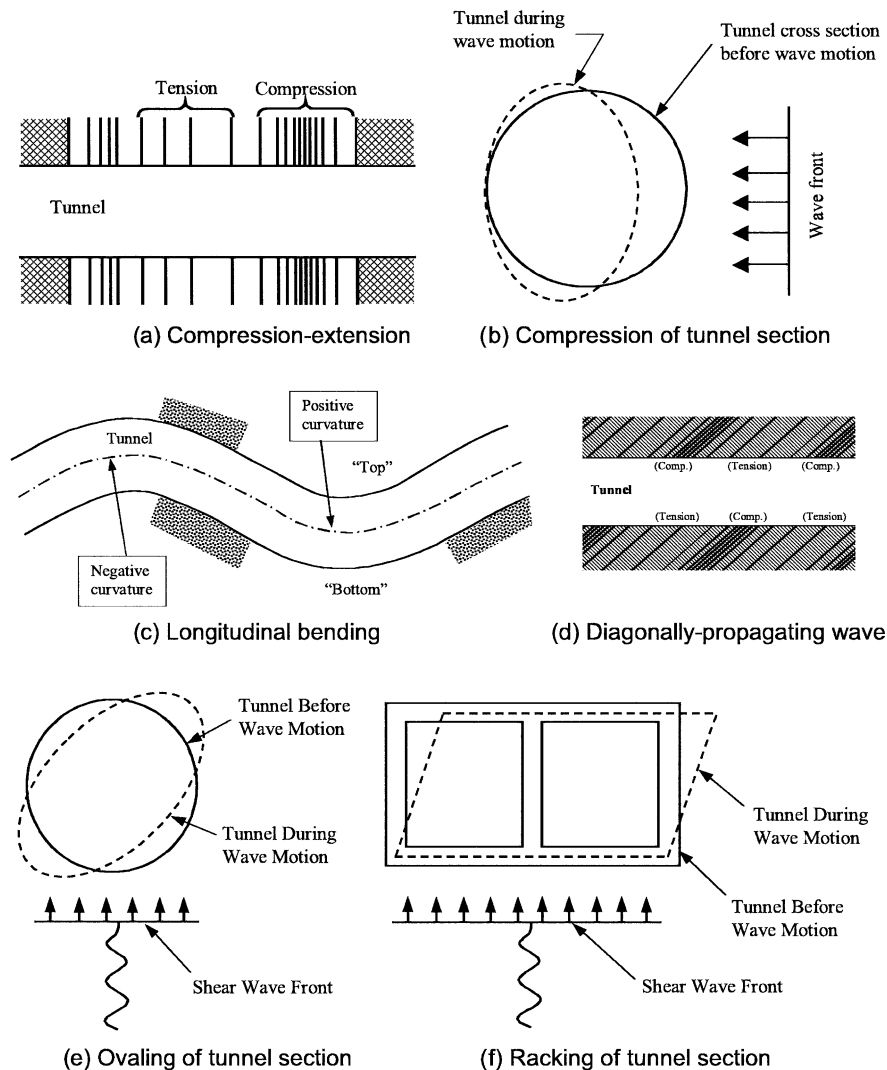 Tension
Compression
Tunnel
(a) Compression-extension
Tunnel during
wave motion
Tunnel cross section
before wave motion
Wave front
(b) Compression of tunnel section
Tunnel
Positive
curvature
"Top"
Negative
curvature
"Bottom"
(c) Longitudinal bending
(Comp.) (Tension) (Comp.)
Tunnel
(Tension) (Comp.) (Tension)
(d) Diagonally-propagating wave
Tunnel Before
Wave Motion
Tunnel During
Wave Motion
Shear Wave Front
(e) Ovaling of tunnel section
Tunnel During
Wave Motion
Tunnel Before
Wave Motion
Shear Wave Front
(f) Racking of tunnel section